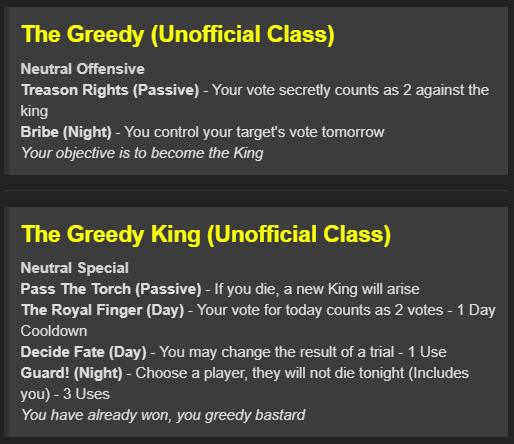 The Greedy (Unofficial Class)
Neutral Offensive
Treason Rights (Passive) - Your vote secretly counts as 2 against the
king
Bribe (Night) - You control your target's vote tomorrow
Your objective is to become the King
The Greedy King (Unofficial Class)
Neutral Special
Pass The Torch (Passive) - If you die, a new King will arise
The Royal Finger (Day) - Your vote for today counts as 2 votes - 1 Day
Cooldown
Decide Fate (Day) - You may change the result of a trial - 1 Use
Guard! (Night) - Choose a player, they will not die tonight (Includes
you) - 3 Uses
You have already won, you greedy bastard